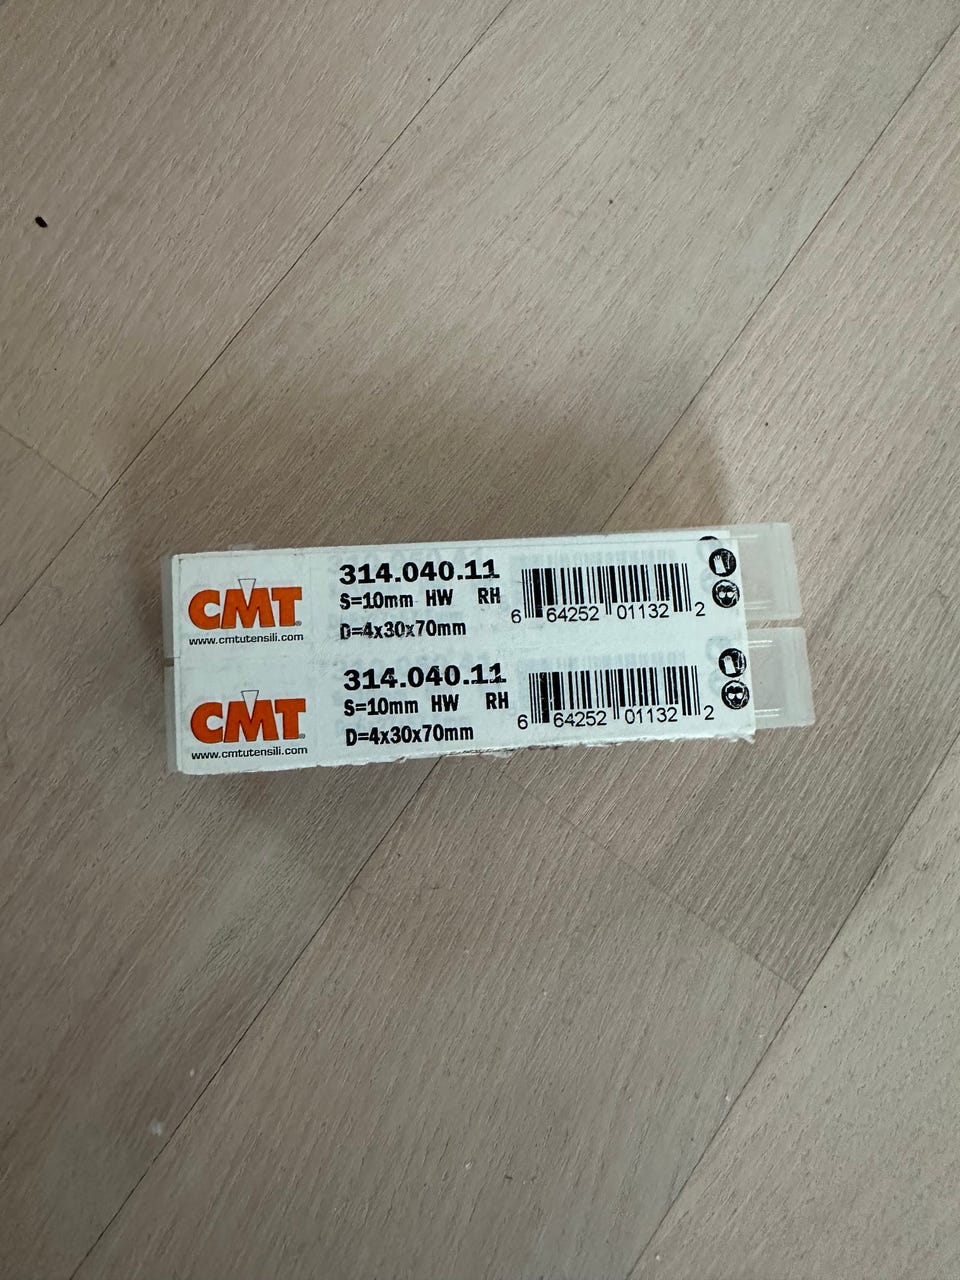 CMT
www.cmtutensili.com
314.040.11
S=10mm HW RH
D=4x30x70mm
6 64252 01132 2
CMT
www.cmtutensili.com
314.040.11
S=10mm HW RH
D=4x30x70mm
6 64252 01132 2